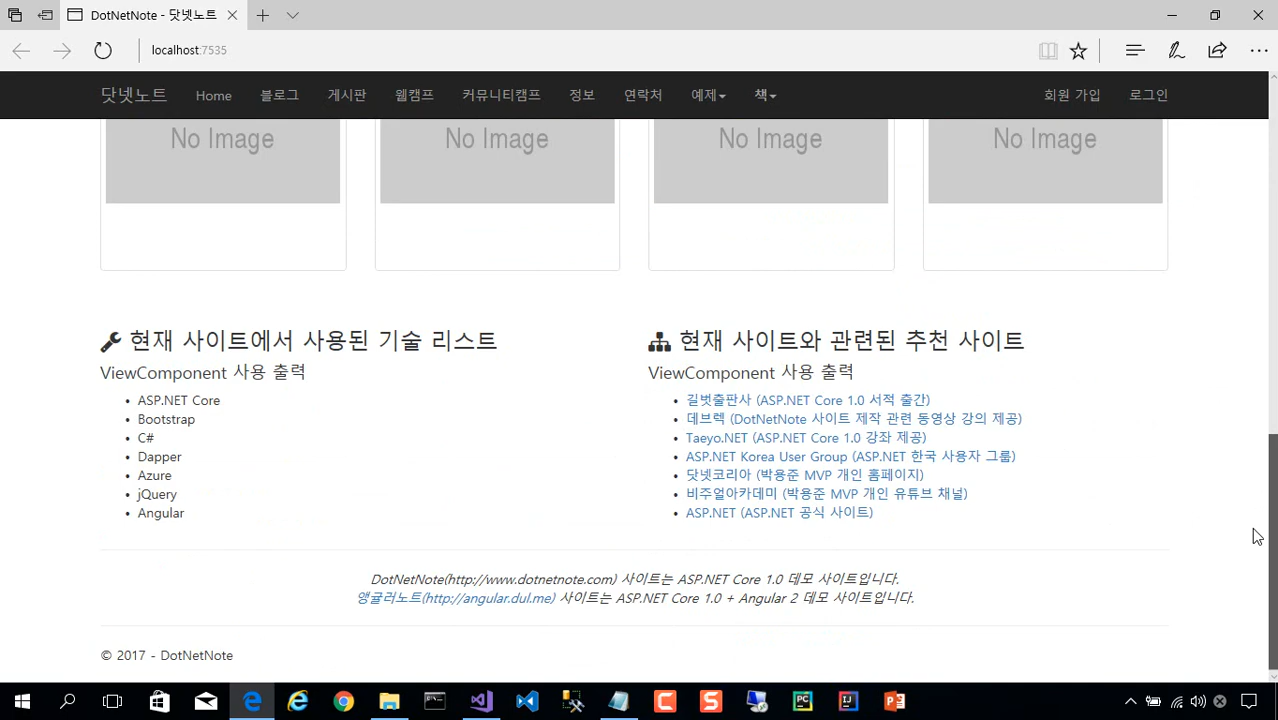 DotNetNote - 닷넷노트
localhost:7535
닷넷노트 Home 블로그 게시판 웹캠프 커뮤니티캠프 정보 연락처 예제 책 회원 가입 로그인
No Image No Image No Image No Image
현재 사이트에서 사용된 기술 리스트
ViewComponent 사용 출력
ASP.NET Core
Bootstrap
C#
Dapper
Azure
jQuery
Angular
현재 사이트와 관련된 추천 사이트
ViewComponent 사용 출력
길벗출판사 (ASP.NET Core 1.0 서적 출간)
데브렉 (DotNetNote 사이트 제작 관련 동영상 강의 제공)
Taeyo.NET (ASP.NET Core 1.0 강좌 제공)
ASP.NET Korea User Group (ASP.NET 한국 사용자 그룹)
닷넷코리아 (박용준 MVP 개인 홈페이지)
비주얼아카데미 (박용준 MVP 개인 유튜브 채널)
ASP.NET (ASP.NET 공식 사이트)
DotNetNote(http://www.dotnetnote.com) 사이트는 ASP.NET Core 1.0 데모 사이트입니다.
앵귤러노트(http://angular.dul.me) 사이트는 ASP.NET Core 1.0 + Angular 2 데모 사이트입니다.
© 2017 - DotNetNote